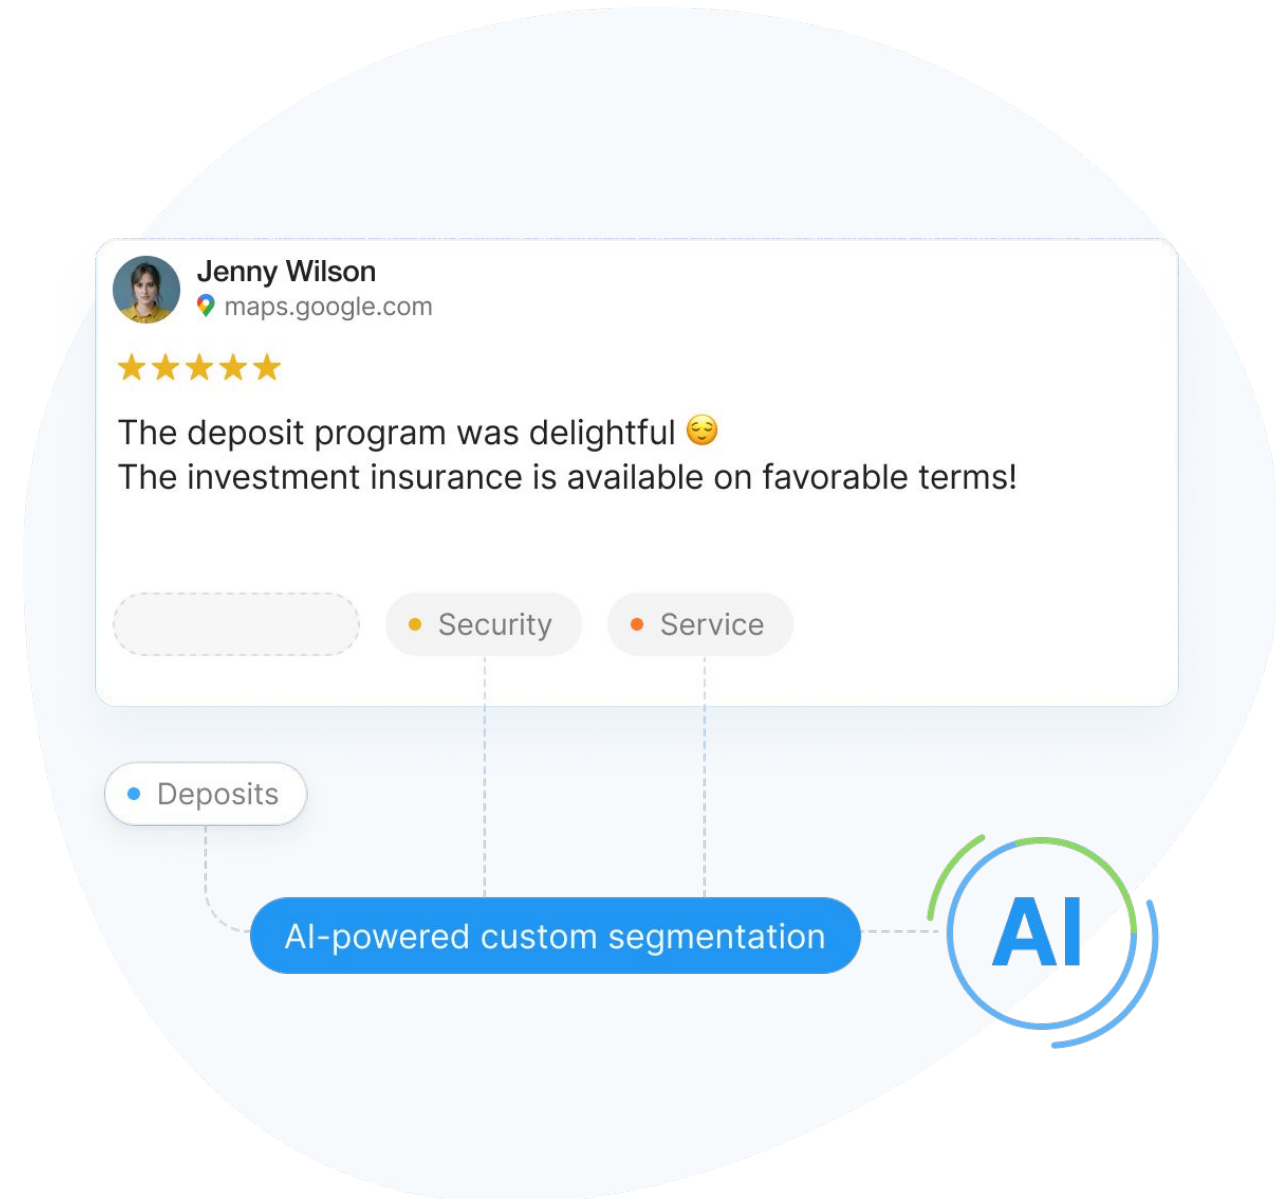 Jenny Wilson
maps.google.com
The deposit program was delightful 😌
The investment insurance is available on favorable terms!
Security
Service
Deposits
AI-powered custom segmentation
AI